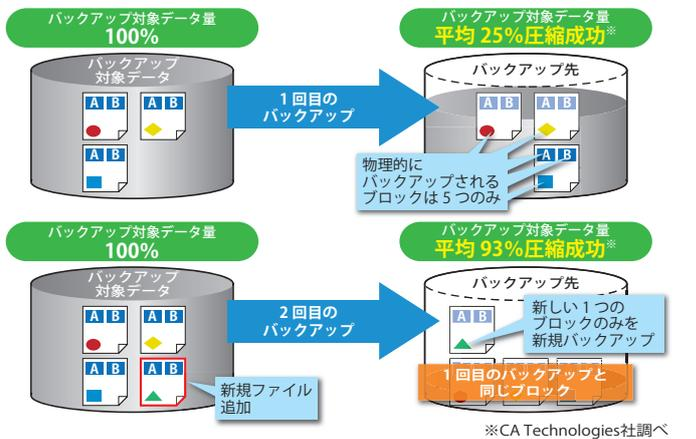 バックアップ対象データ量
100%
バックアップ対象データ量
平均 25%圧縮成功※
バックアップ
対象データ
A B
A B
A B
1回目の
バックアップ
バックアップ先
A B
A B
A B
物理的に
バックアップされる
ブロックは5つのみ
バックアップ対象データ量
100%
バックアップ対象データ量
平均 93%圧縮成功※
バックアップ
対象データ
A B
A B
A B
A B
新規ファイル
追加
2回目の
バックアップ
バックアップ先
A B
新しい1つの
ブロックのみを
新規バックアップ
1回目のバックアップと
同じブロック
※CA Technologies社調べ